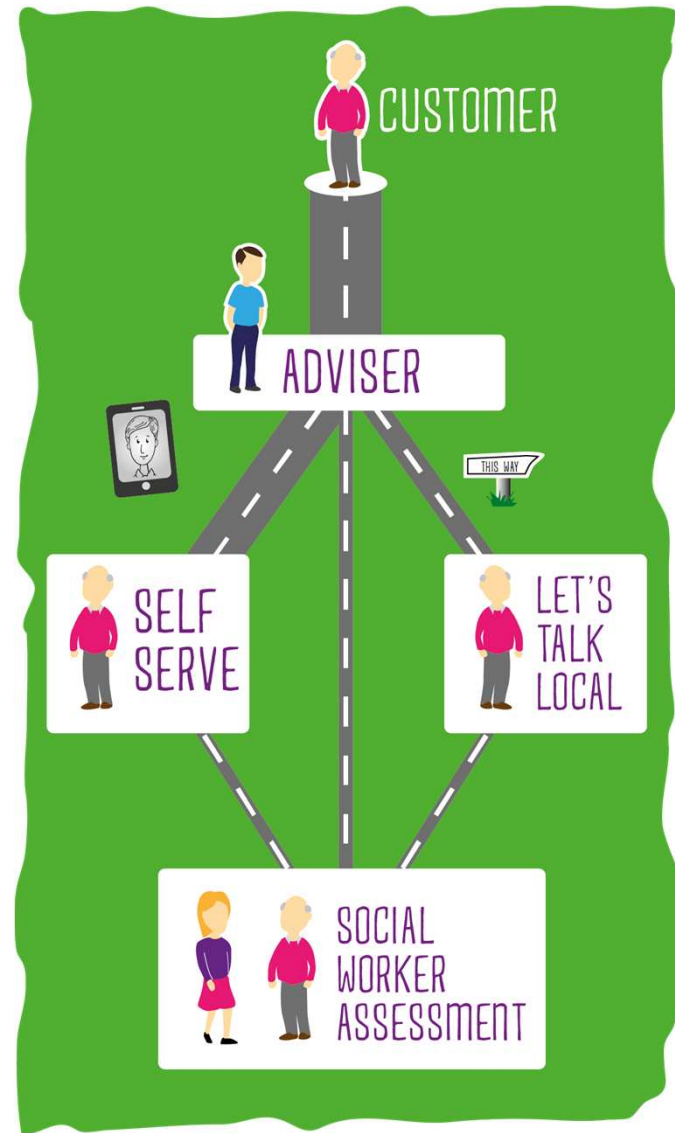 CUSTOMER
ADVISER
THIS WAY
SELF
SERVE
LET'S
TALK
LOCAL
SOCIAL
WORKER
ASSESSMENT